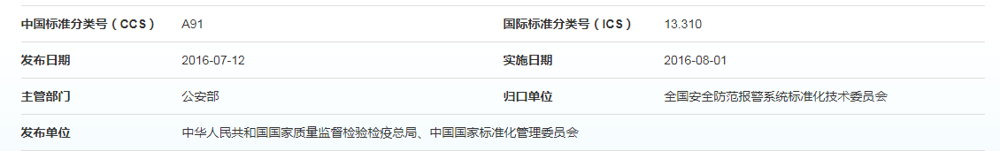 中国标准分类号（CCS） A91 国际标准分类号（ICS） 13.310
发布日期 2016-07-12 实施日期 2016-08-01
主管部门 公安部 归口单位 全国安全防范报警系统标准化技术委员会
发布单位 中华人民共和国国家质量监督检验检疫总局、中国国家标准化管理委员会